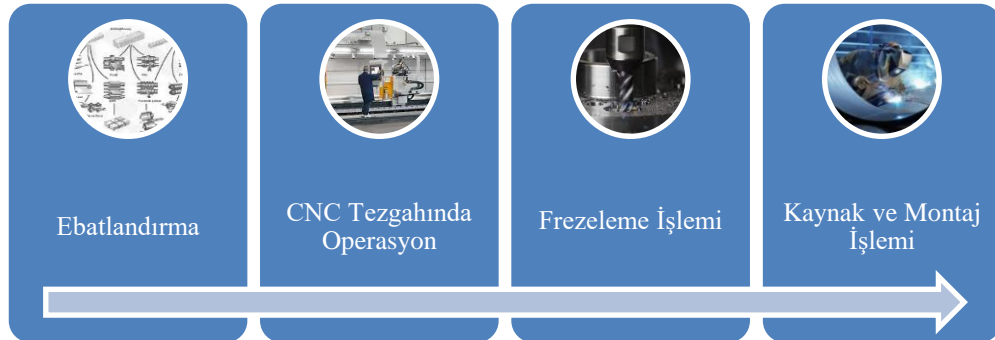 Ebatlandırma
CNC Tezgahında
Operasyon
Frezeleme İşlemi
Kaynak ve Montaj
İşlemi